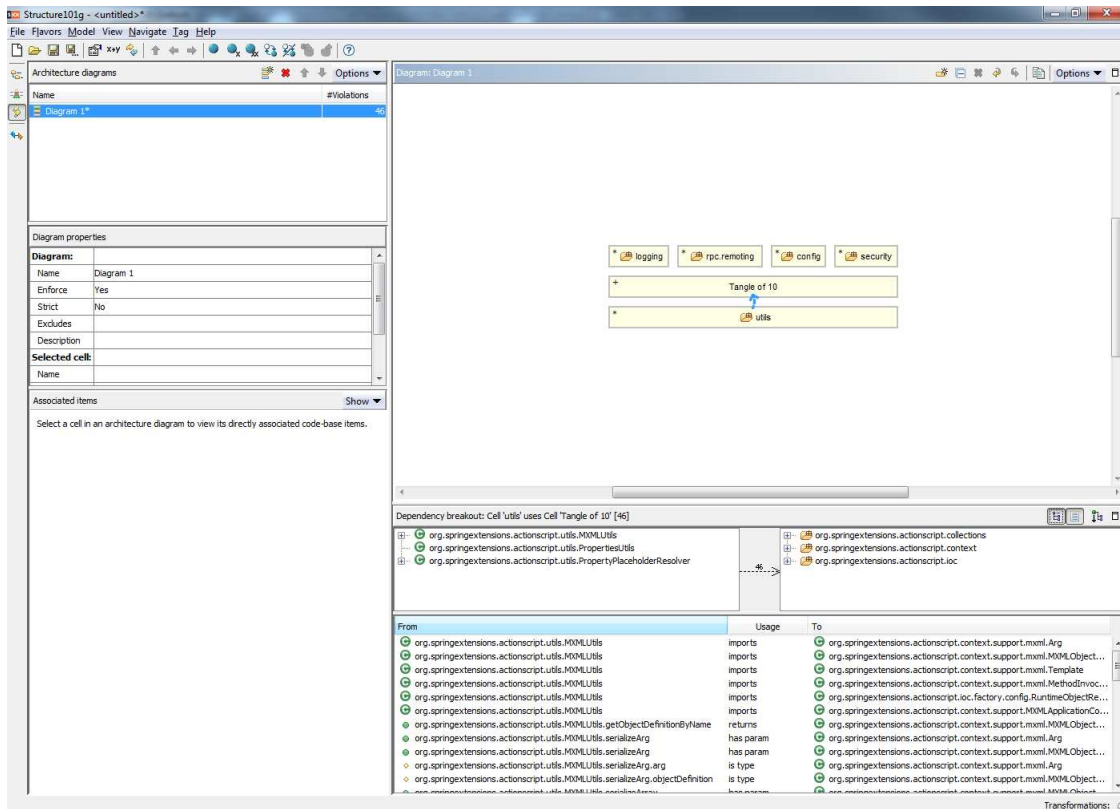 Structure101g - <untitled>*
File Flavors Model View Navigate Tag Help
x+y
Architecture diagrams Options
Name #Violations
Diagram 1* 46
Diagram properties
Diagram:
Name Diagram 1
Enforce Yes
Strict No
Excludes
Description
Selected cell:
Name
Associated items Show
Select a cell in an architecture diagram to view its directly associated code-base items.
Diagram: Diagram 1 Options
* logging * rpc.remoting * config * security
+ Tangle of 10
* utils
Dependency breakout: Cell 'utils' uses Cell 'Tangle of 10' [46]
org.springextensions.actionscript.utils.MXMLUtils
org.springextensions.actionscript.utils.PropertiesUtils
org.springextensions.actionscript.utils.PropertyPlaceholderResolver
46
org.springextensions.actionscript.collections
org.springextensions.actionscript.context
org.springextensions.actionscript.ioc
From Usage To
org.springextensions.actionscript.utils.MXMLUtils imports org.springextensions.actionscript.context.support.mxml.Arg
org.springextensions.actionscript.utils.MXMLUtils imports org.springextensions.actionscript.context.support.mxml.MXMLObject...
org.springextensions.actionscript.utils.MXMLUtils imports org.springextensions.actionscript.context.support.mxml.Template
org.springextensions.actionscript.utils.MXMLUtils imports org.springextensions.actionscript.context.support.mxml.MethodInvoc...
org.springextensions.actionscript.utils.MXMLUtils imports org.springextensions.actionscript.ioc.factory.config.RuntimeObjectRe...
org.springextensions.actionscript.utils.MXMLUtils imports org.springextensions.actionscript.context.support.MXMLApplicationCo...
org.springextensions.actionscript.utils.MXMLUtils.getObjectDefinitionByName returns org.springextensions.actionscript.context.support.mxml.MXMLObject...
org.springextensions.actionscript.utils.MXMLUtils.serializeArg has param org.springextensions.actionscript.context.support.mxml.Arg
org.springextensions.actionscript.utils.MXMLUtils.serializeArg has param org.springextensions.actionscript.context.support.mxml.MXMLObject...
org.springextensions.actionscript.utils.MXMLUtils.serializeArg.arg is type org.springextensions.actionscript.context.support.mxml.Arg
org.springextensions.actionscript.utils.MXMLUtils.serializeArg.objectDefinition is type org.springextensions.actionscript.context.support.mxml.MXMLObject...
Transformations: